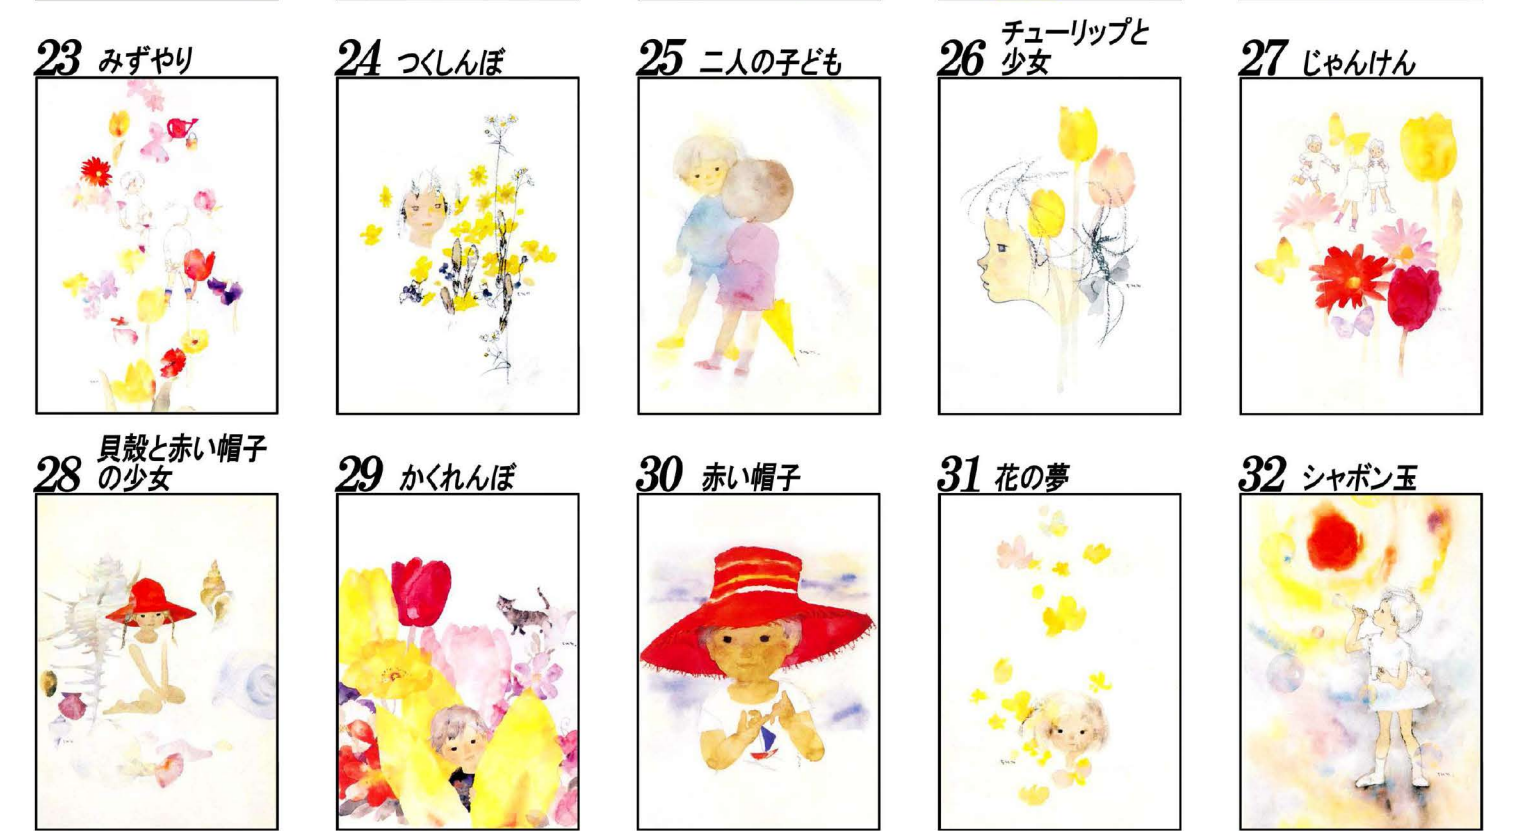 23 みずやり
24 つくしんぼ
25 二人の子ども
26 チューリップと
少女
27 じゃんけん
28 貝殻と赤い帽子
の少女
29 かくれんぼ
30 赤い帽子
31 花の夢
32 シャボン玉